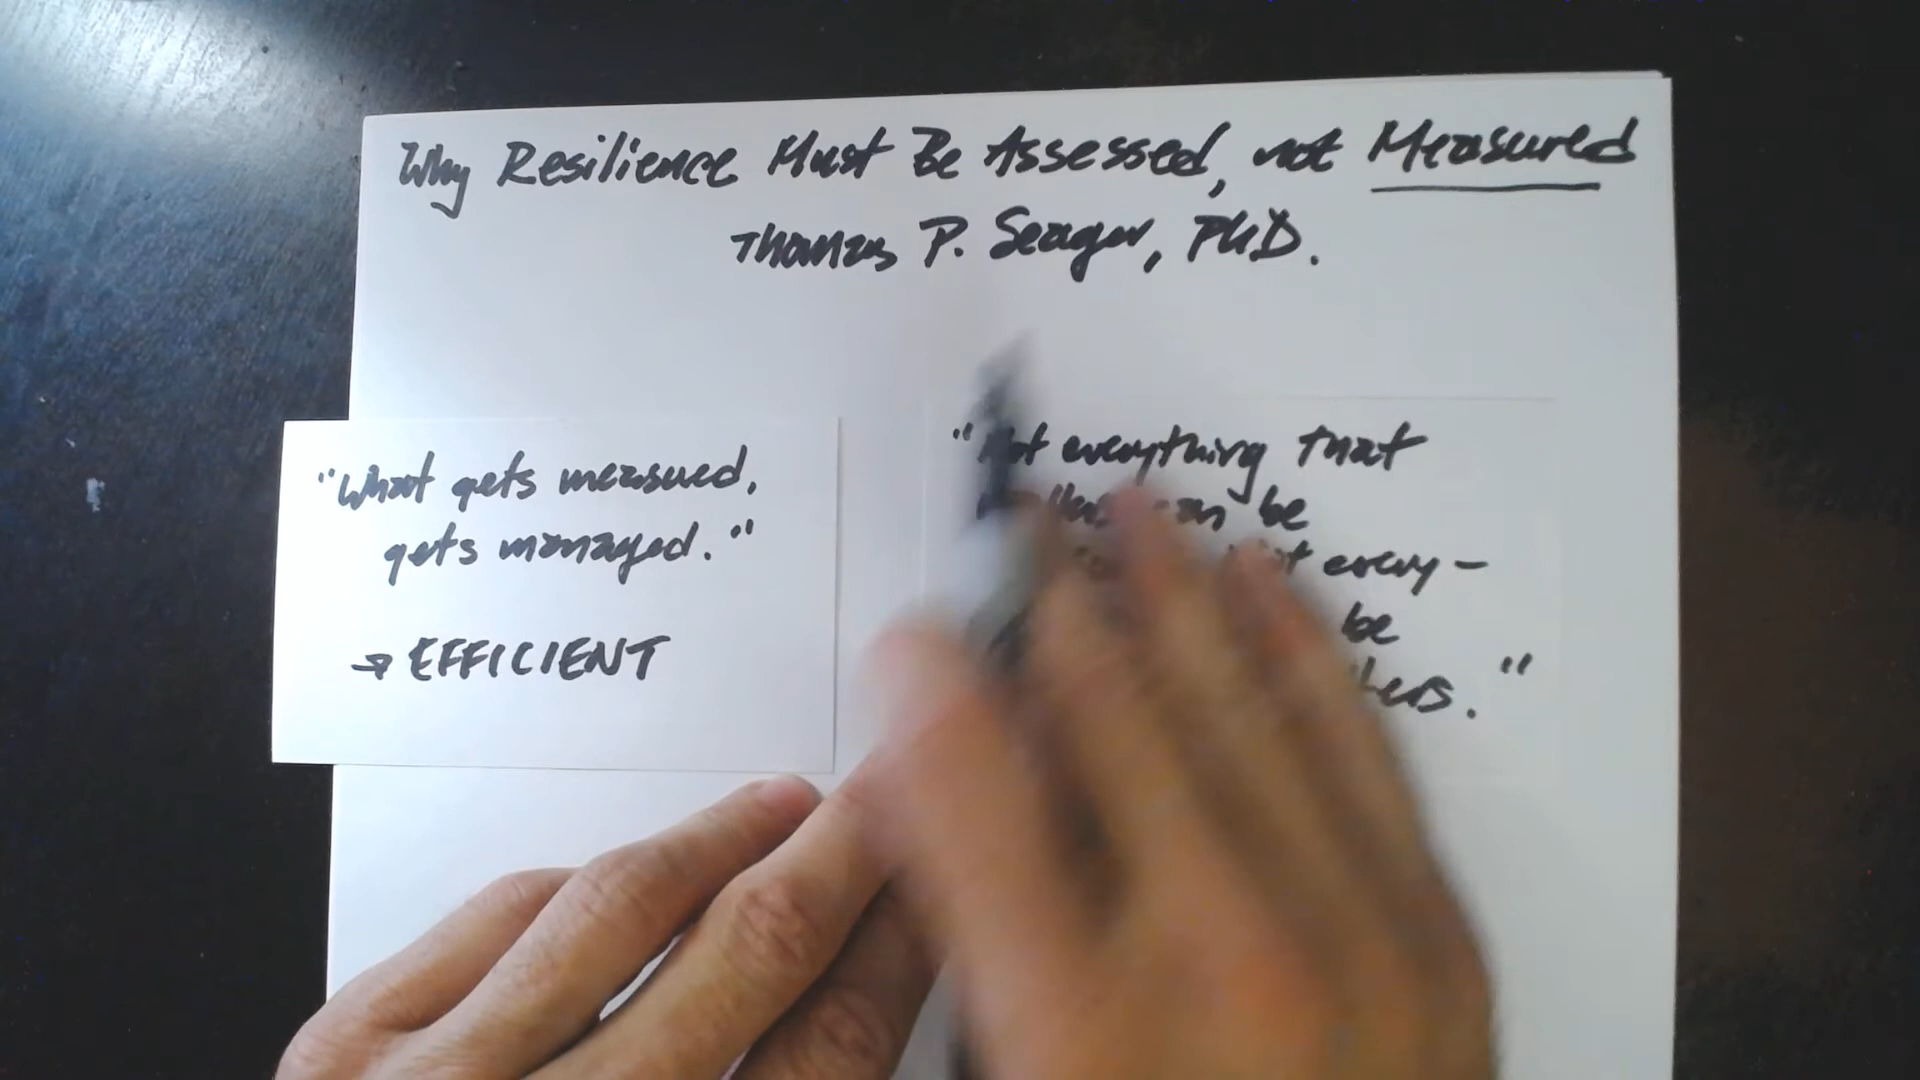 Why Resilience Must Be Assessed, not Measured
Thomas P. Seager, PhD.
"What gets measured,
gets managed."
→ EFFICIENT
"Not everything that
can be
every-
be
."